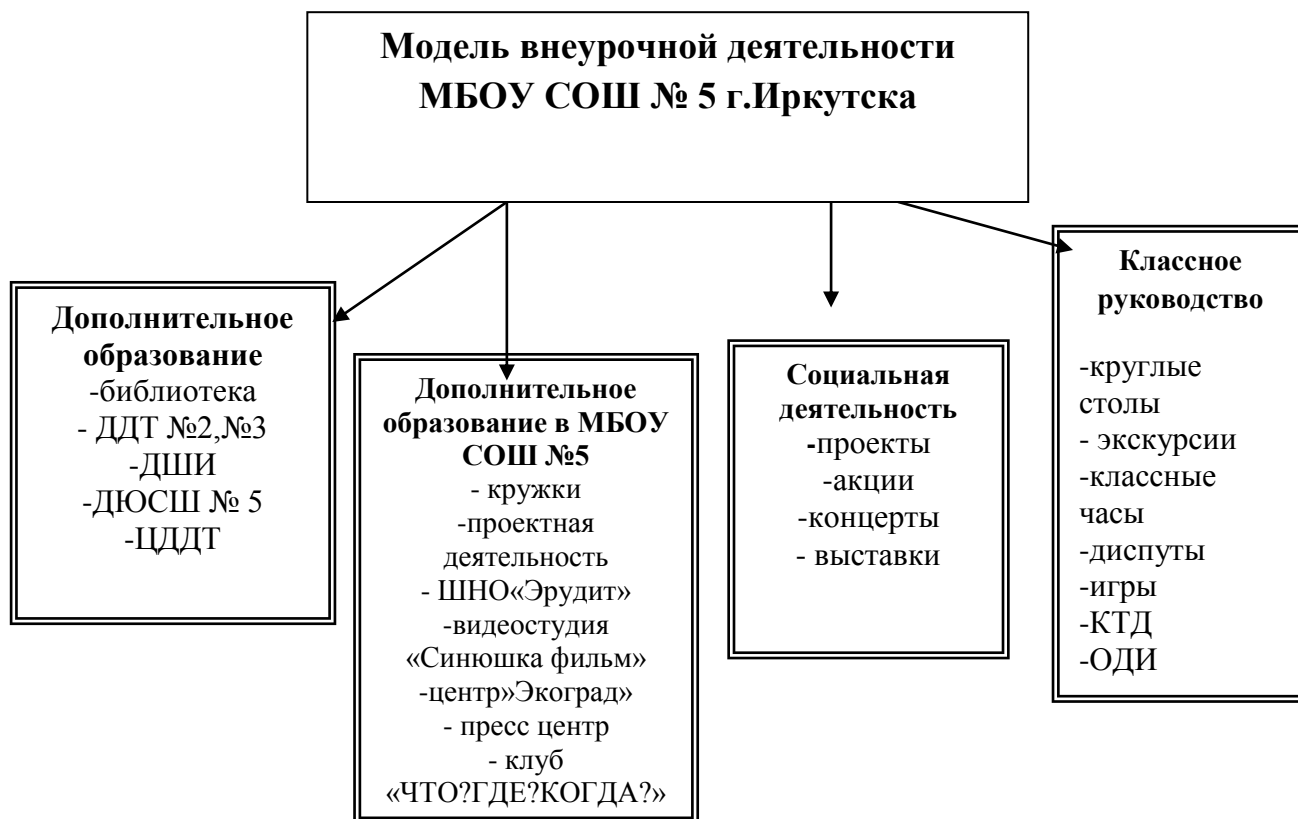 Модель внеурочной деятельности
МБОУ СОШ № 5 г.Иркутска
Дополнительное
образование
-библиотека
- ДДТ №2,№3
-ДШИ
-ДЮСШ № 5
-ЦДДТ
Дополнительное
образование в МБОУ
СОШ №5
- кружки
-проектная
деятельность
- ШНО«Эрудит»
-видеостудия
«Синюшка фильм»
-центр»Экоград»
- пресс центр
- клуб
«ЧТО?ГДЕ?КОГДА?»
Социальная
деятельность
-проекты
-акции
-концерты
- выставки
Классное
руководство
-круглые
столы
- экскурсии
-классные
часы
-диспуты
-игры
-КТД
-ОДИ